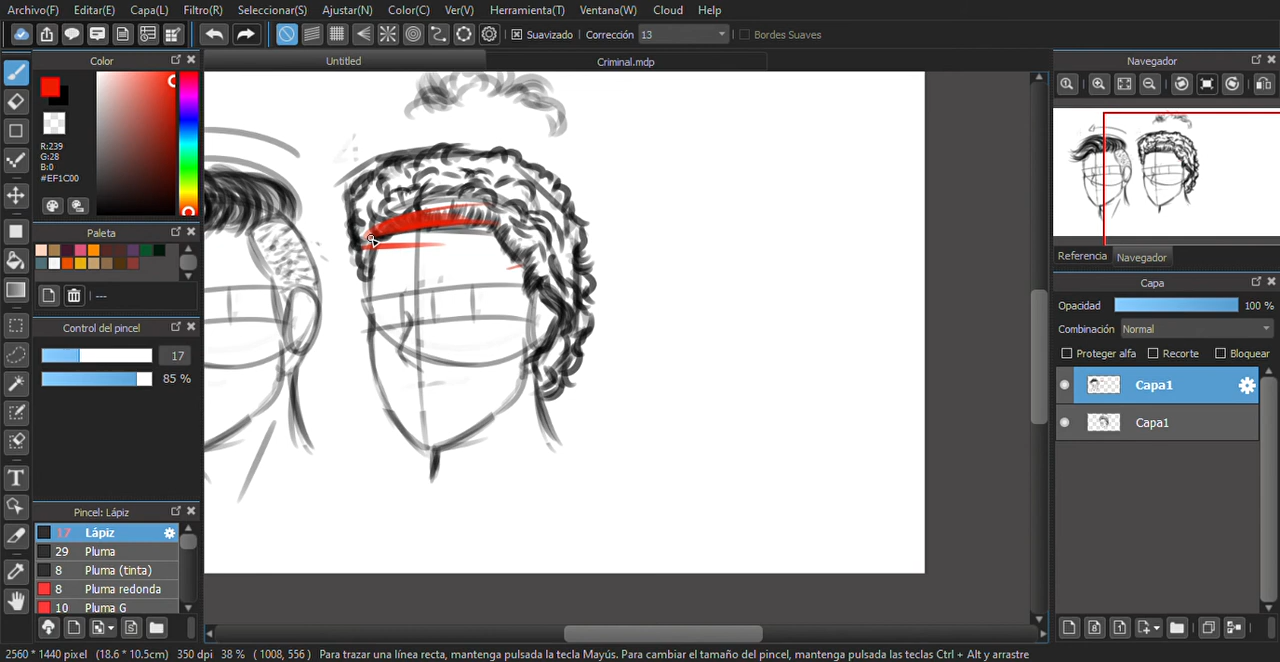 Archivo(F) Editar(E) Capa(L) Filtro(R) Seleccionar(S) Ajustar(N) Color(C) Ver(V) Herramienta(T) Ventana(W) Cloud Help
Suavizado Corrección 13 Bordes Suaves
Color
R:239
G:28
B:0
#EF1C00
Paleta
---
Control del pincel
17
85 %
Pincel: Lápiz
17 Lápiz
29 Pluma
8 Pluma (tinta)
8 Pluma redonda
10 Pluma G
Untitled Criminal.mdp
Navegador
Referencia Navegador
Capa
Opacidad 100 %
Combinación Normal
Proteger alfa Recorte Bloquear
Capa1
Capa1
2560 * 1440 pixel (18.6 * 10.5cm) 350 dpi 38 % ( 1008, 556 ) Para trazar una línea recta, mantenga pulsada la tecla Mayús. Para cambiar el tamaño del pincel, mantenga pulsadas las teclas Ctrl + Alt y arrastre